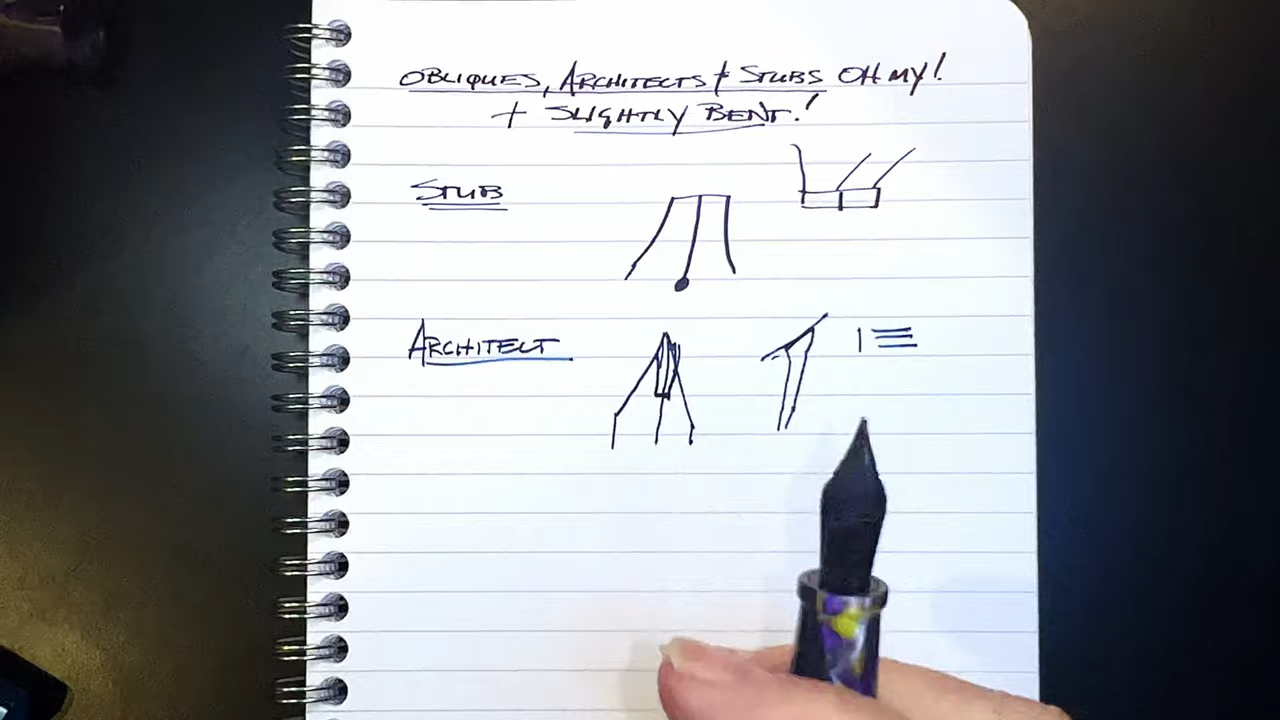 OBLIQUES, ARCHITECTS & STUBS OH MY!
+ SLIGHTLY BENT!
STUB
ARCHITECT